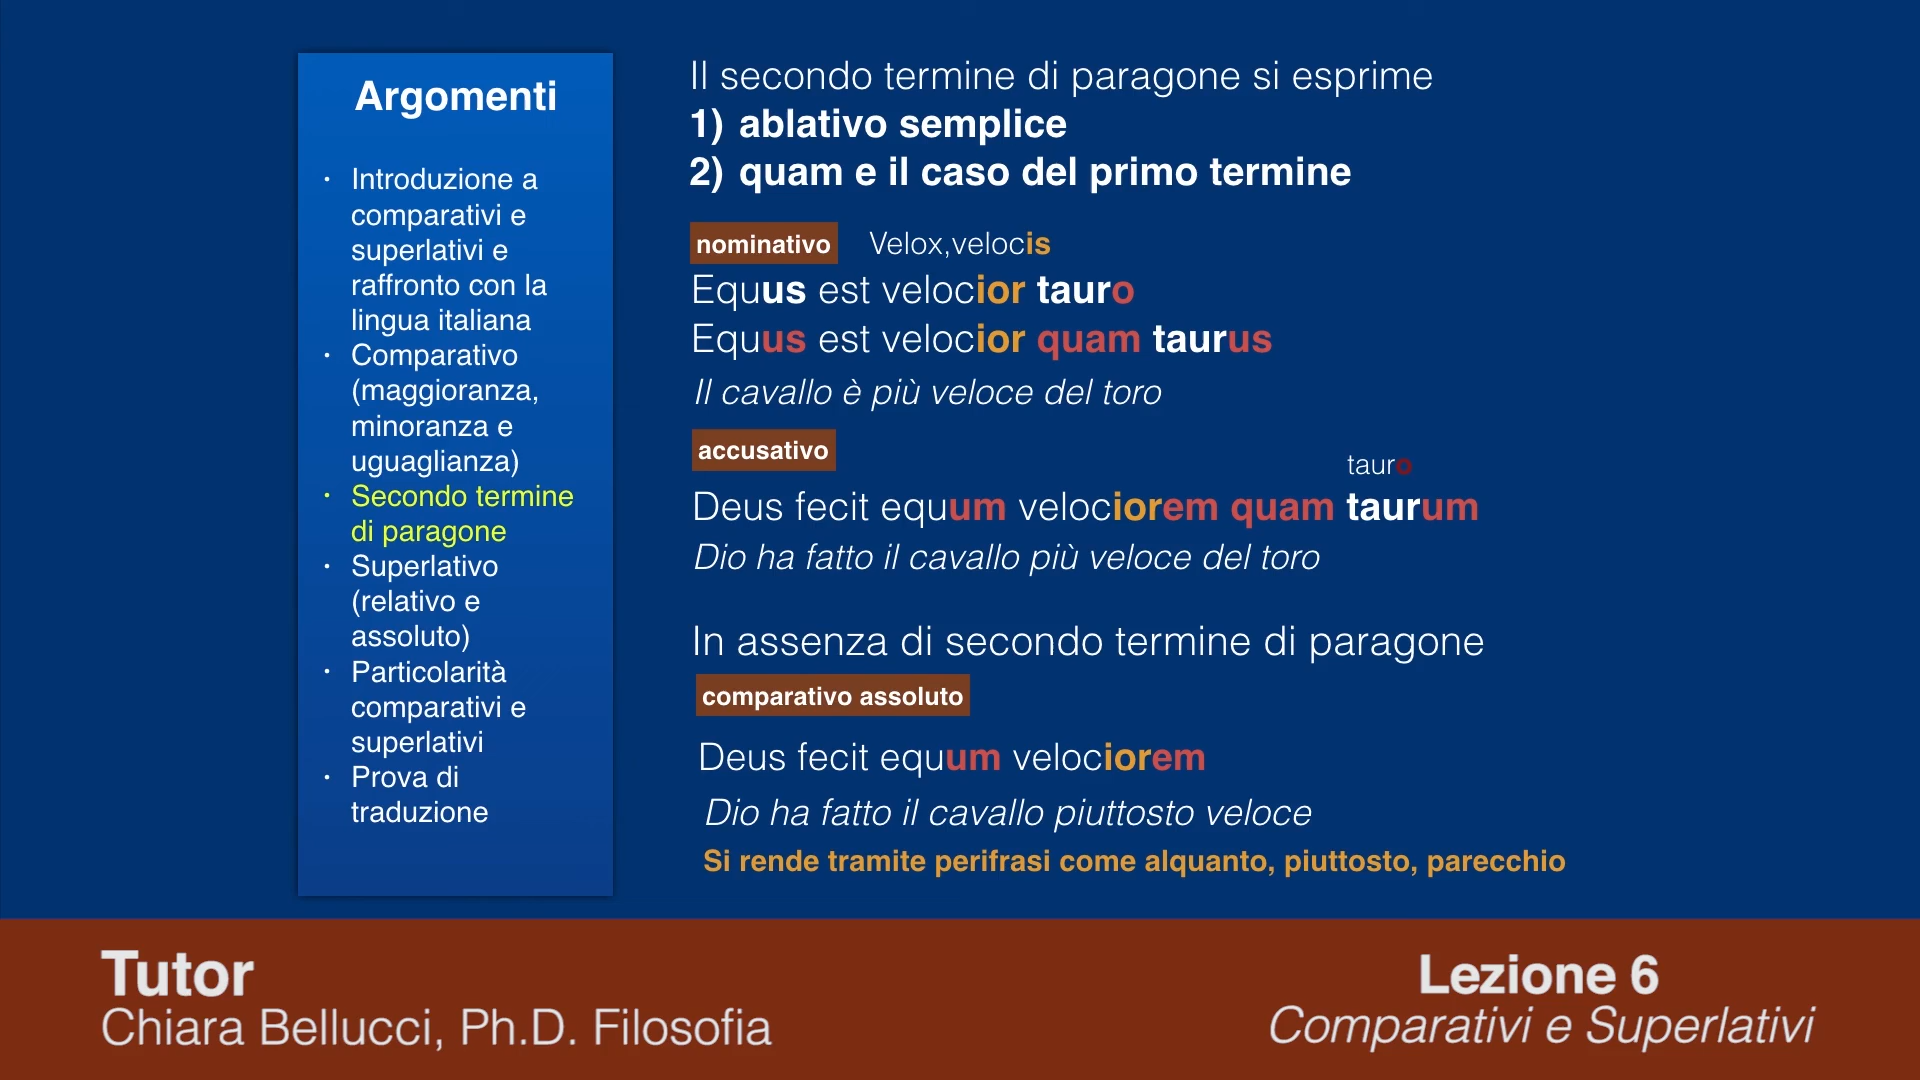 Argomenti
· Introduzione a
comparativi e
superlativi e
raffronto con la
lingua italiana
· Comparativo
(maggioranza,
minoranza e
uguaglianza)
· Secondo termine
di paragone
· Superlativo
(relativo e
assoluto)
· Particolarità
comparativi e
superlativi
· Prova di
traduzione
Il secondo termine di paragone si esprime
1) ablativo semplice
2) quam e il caso del primo termine
nominativo Velox,velocis
Equus est velocior tauro
Equus est velocior quam taurus
Il cavallo è più veloce del toro
accusativo
tauro
Deus fecit equum velociorem quam taurum
Dio ha fatto il cavallo più veloce del toro
In assenza di secondo termine di paragone
comparativo assoluto
Deus fecit equum velociorem
Dio ha fatto il cavallo piuttosto veloce
Si rende tramite perifrasi come alquanto, piuttosto, parecchio
Tutor
Chiara Bellucci, Ph.D. Filosofia
Lezione 6
Comparativi e Superlativi